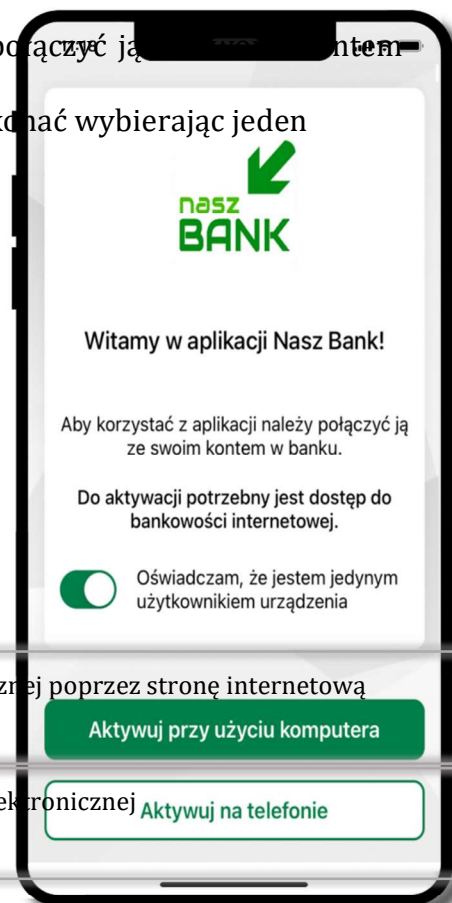 połączyć ją
ntem
nać wybierając jeden
nasz
BANK
Witamy w aplikacji Nasz Bank!
Aby korzystać z aplikacji należy połączyć ją
ze swoim kontem w banku.
Do aktywacji potrzebny jest dostęp do
bankowości internetowej.
Oświadczam, że jestem jedynym
użytkownikiem urządzenia
znej poprzez stronę internetową
Aktywuj przy użyciu komputera
ektronicznej
Aktywuj na telefonie